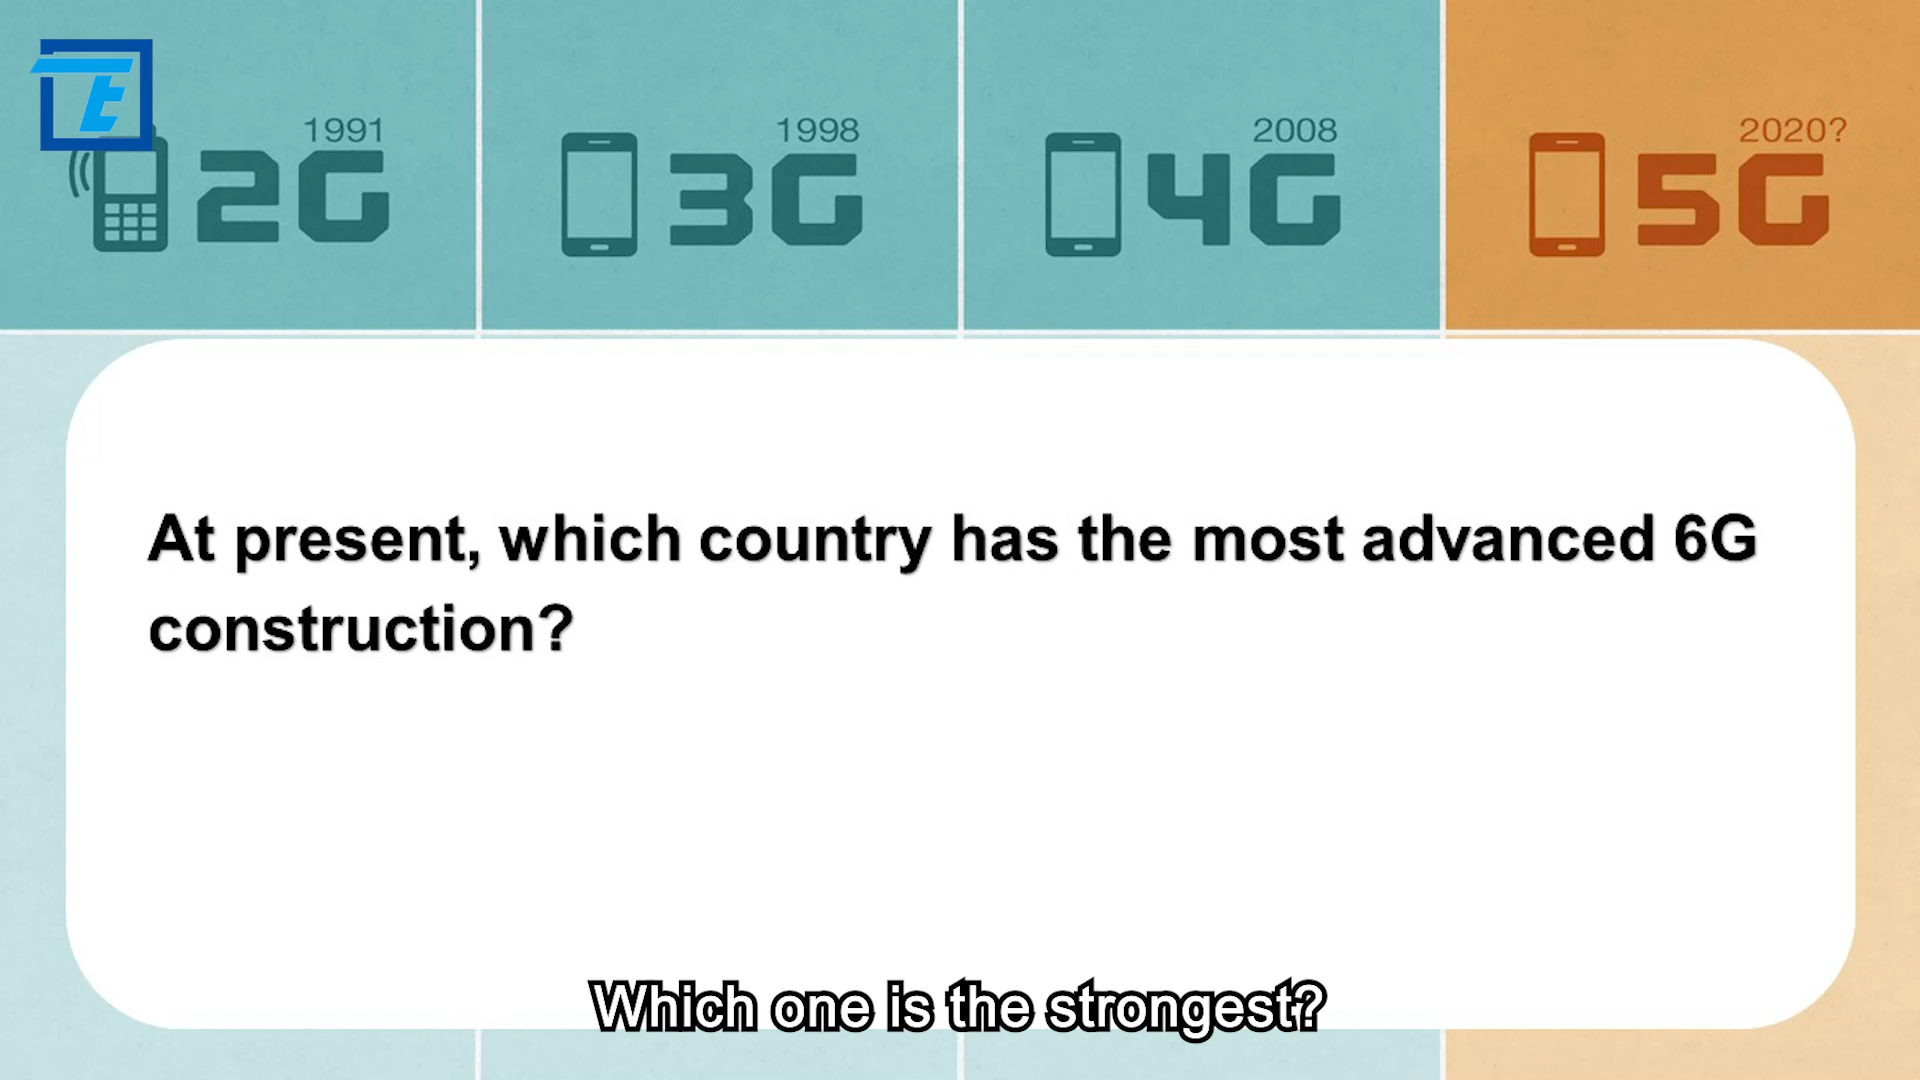 1991
2G
1998
3G
2008
4G
2020?
5G
At present, which country has the most advanced 6G
construction?
Which one is the strongest?